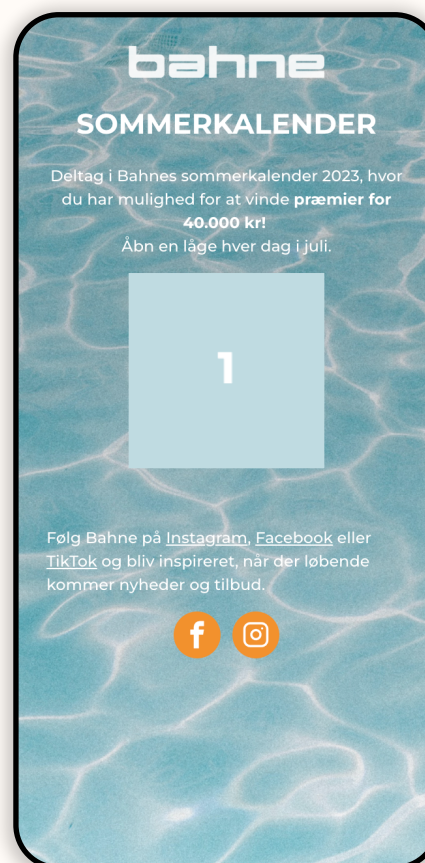 bahne
SOMMERKALENDER
Deltag i Bahnes sommerkalender 2023, hvor
du har mulighed for at vinde præmier for
40.000 kr!
Åbn en låge hver dag i juli.
1
Følg Bahne på Instagram, Facebook eller
TikTok og bliv inspireret, når der løbende
kommer nyheder og tilbud.